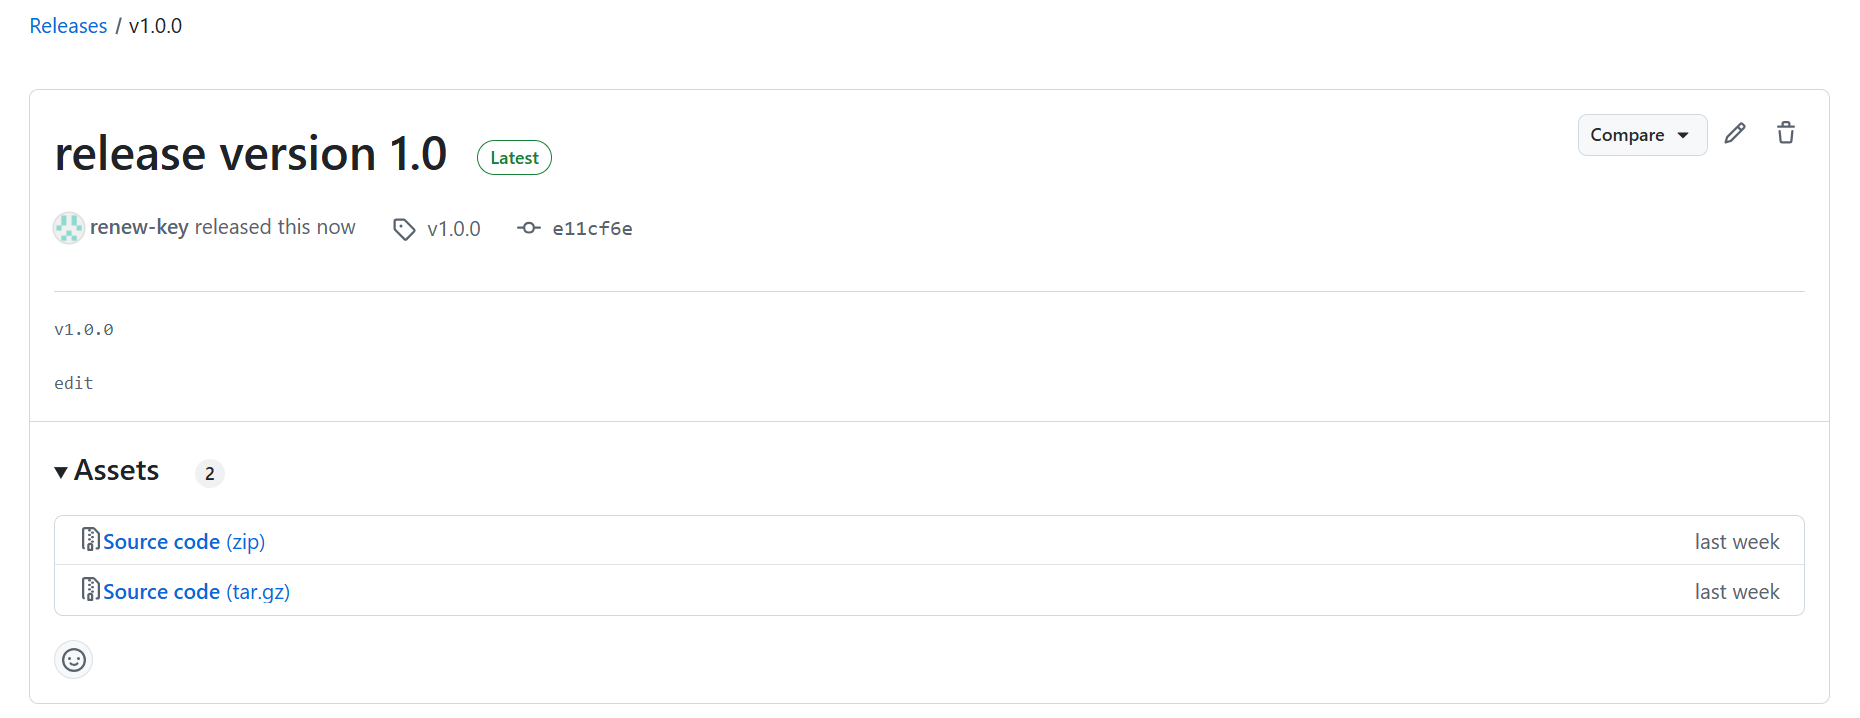 Releases / v1.0.0
release version 1.0 Latest
Compare
renew-key released this now v1.0.0 e11cf6e
v1.0.0
edit
Assets 2
Source code (zip) last week
Source code (tar.gz) last week